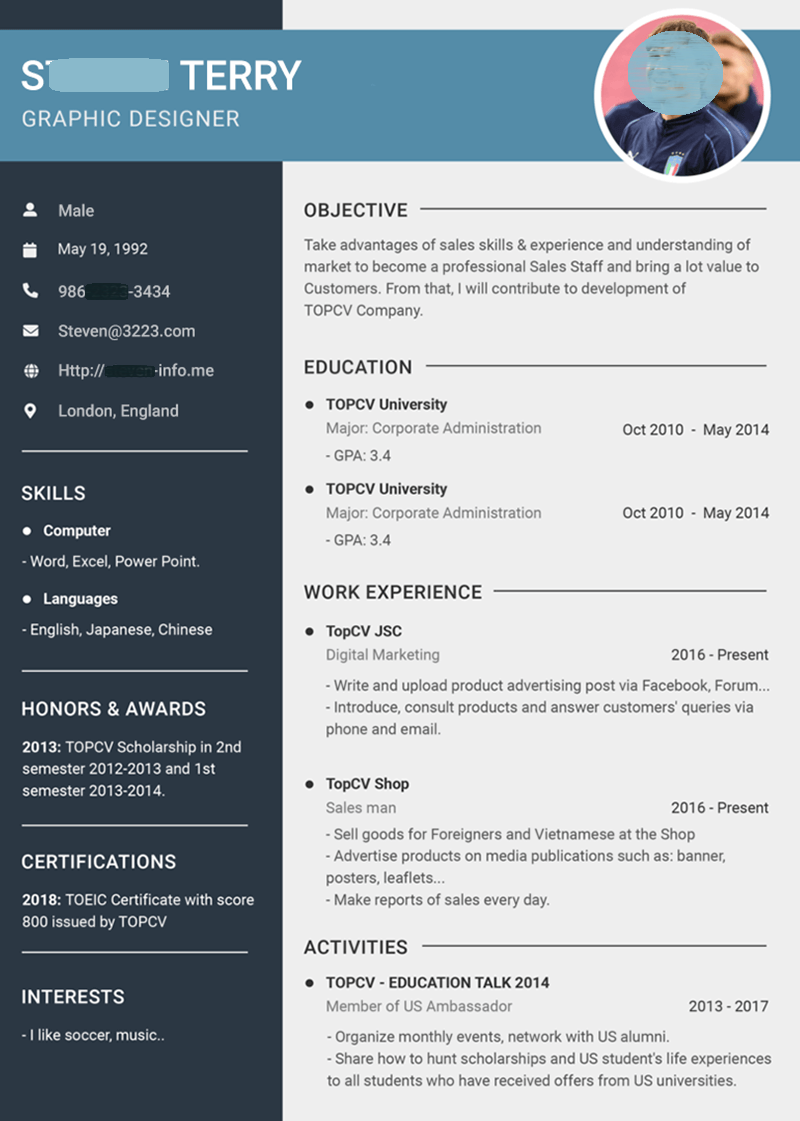 TERRY
GRAPHIC DESIGNER
Male
May 19, 1992
986 -3434
Steven@3223.com
Http:// -info.me
London, England
SKILLS
Computer
- Word, Excel, Power Point.
Languages
- English, Japanese, Chinese
HONORS & AWARDS
2013: TOPCV Scholarship in 2nd
semester 2012-2013 and 1st
semester 2013-2014.
CERTIFICATIONS
2018: TOEIC Certificate with score
800 issued by TOPCV
INTERESTS
- I like soccer, music..
OBJECTIVE
Take advantages of sales skills & experience and understanding of
market to become a professional Sales Staff and bring a lot value to
Customers. From that, I will contribute to development of
TOPCV Company.
EDUCATION
TOPCV University
Major: Corporate Administration
Oct 2010 - May 2014
- GPA: 3.4
TOPCV University
Major: Corporate Administration
Oct 2010 - May 2014
- GPA: 3.4
WORK EXPERIENCE
TopCV JSC
Digital Marketing 2016 - Present
- Write and upload product advertising post via Facebook, Forum...
- Introduce, consult products and answer customers' queries via
phone and email.
TopCV Shop
Sales man 2016 - Present
- Sell goods for Foreigners and Vietnamese at the Shop
- Advertise products on media publications such as: banner,
posters, leaflets...
- Make reports of sales every day.
ACTIVITIES
TOPCV - EDUCATION TALK 2014
Member of US Ambassador 2013 - 2017
- Organize monthly events, network with US alumni.
- Share how to hunt scholarships and US student's life experiences
to all students who have received offers from US universities.